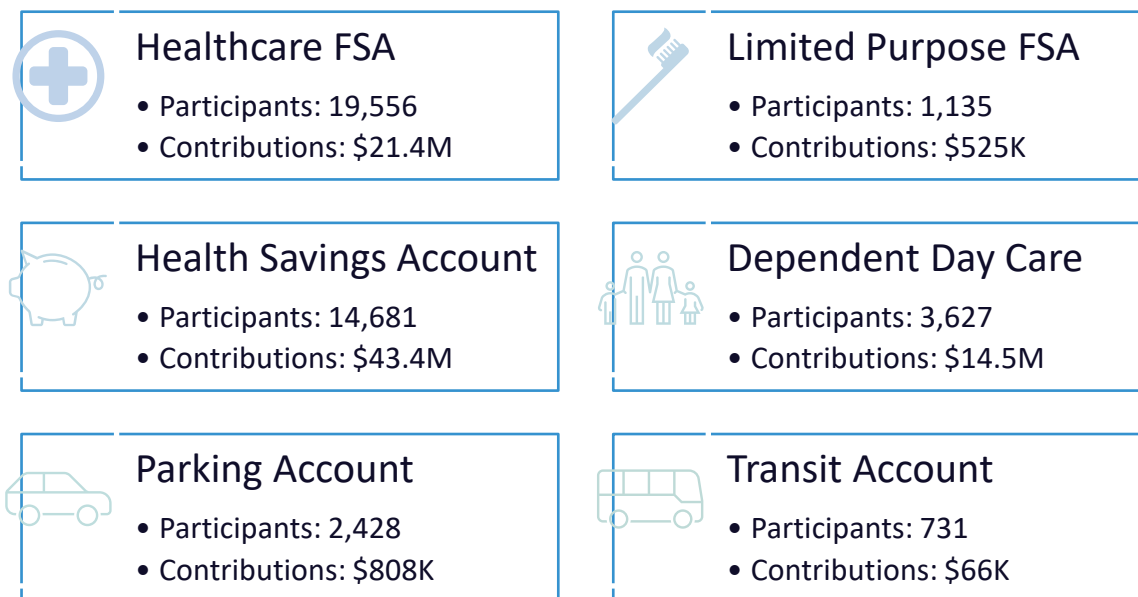 Healthcare FSA
• Participants: 19,556
• Contributions: $21.4M
Limited Purpose FSA
• Participants: 1,135
• Contributions: $525K
Health Savings Account
• Participants: 14,681
• Contributions: $43.4M
Dependent Day Care
• Participants: 3,627
• Contributions: $14.5M
Parking Account
• Participants: 2,428
• Contributions: $808K
Transit Account
• Participants: 731
• Contributions: $66K